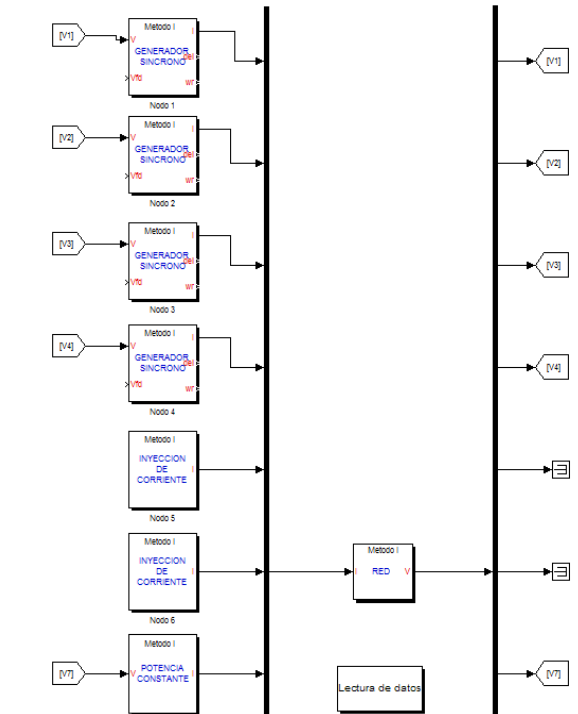 [V1]
Metodo I
V
I
GENERADOR
SINCRONO
del
Vfd
wr
Nodo 1
[V1]
[V2]
Metodo I
V
I
GENERADOR
SINCRONO
del
Vfd
wr
Nodo 2
[V2]
[V3]
Metodo I
V
I
GENERADOR
SINCRONO
del
Vfd
wr
Nodo 3
[V3]
[V4]
Metodo I
V
I
GENERADOR
SINCRONO
del
Vfd
wr
Nodo 4
[V4]
Metodo I
INYECCION
DE
CORRIENTE
I
Nodo 5
Metodo I
INYECCION
DE
CORRIENTE
I
Nodo 6
Metodo I
I
RED
V
[V7]
Metodo I
V
POTENCIA
CONSTANTE
I
Lectura de datos
[V7]